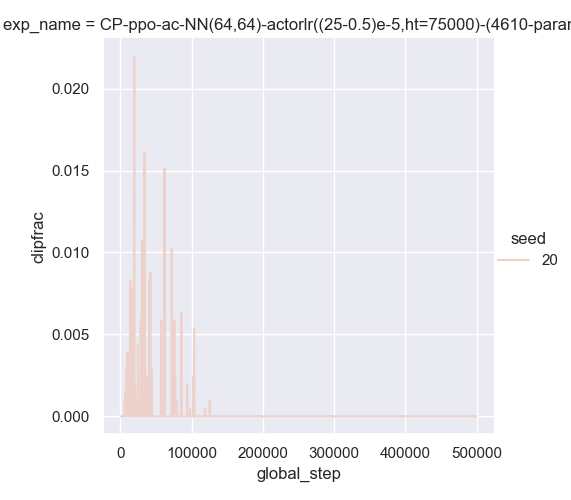 exp_name = CP-ppo-ac-NN(64,64)-actorlr((25-0.5)e-5,ht=75000)-(4610-param
0.020
0.015
0.010
0.005
0.000
clipfrac
0 100000 200000 300000 400000 500000
global_step
seed
20